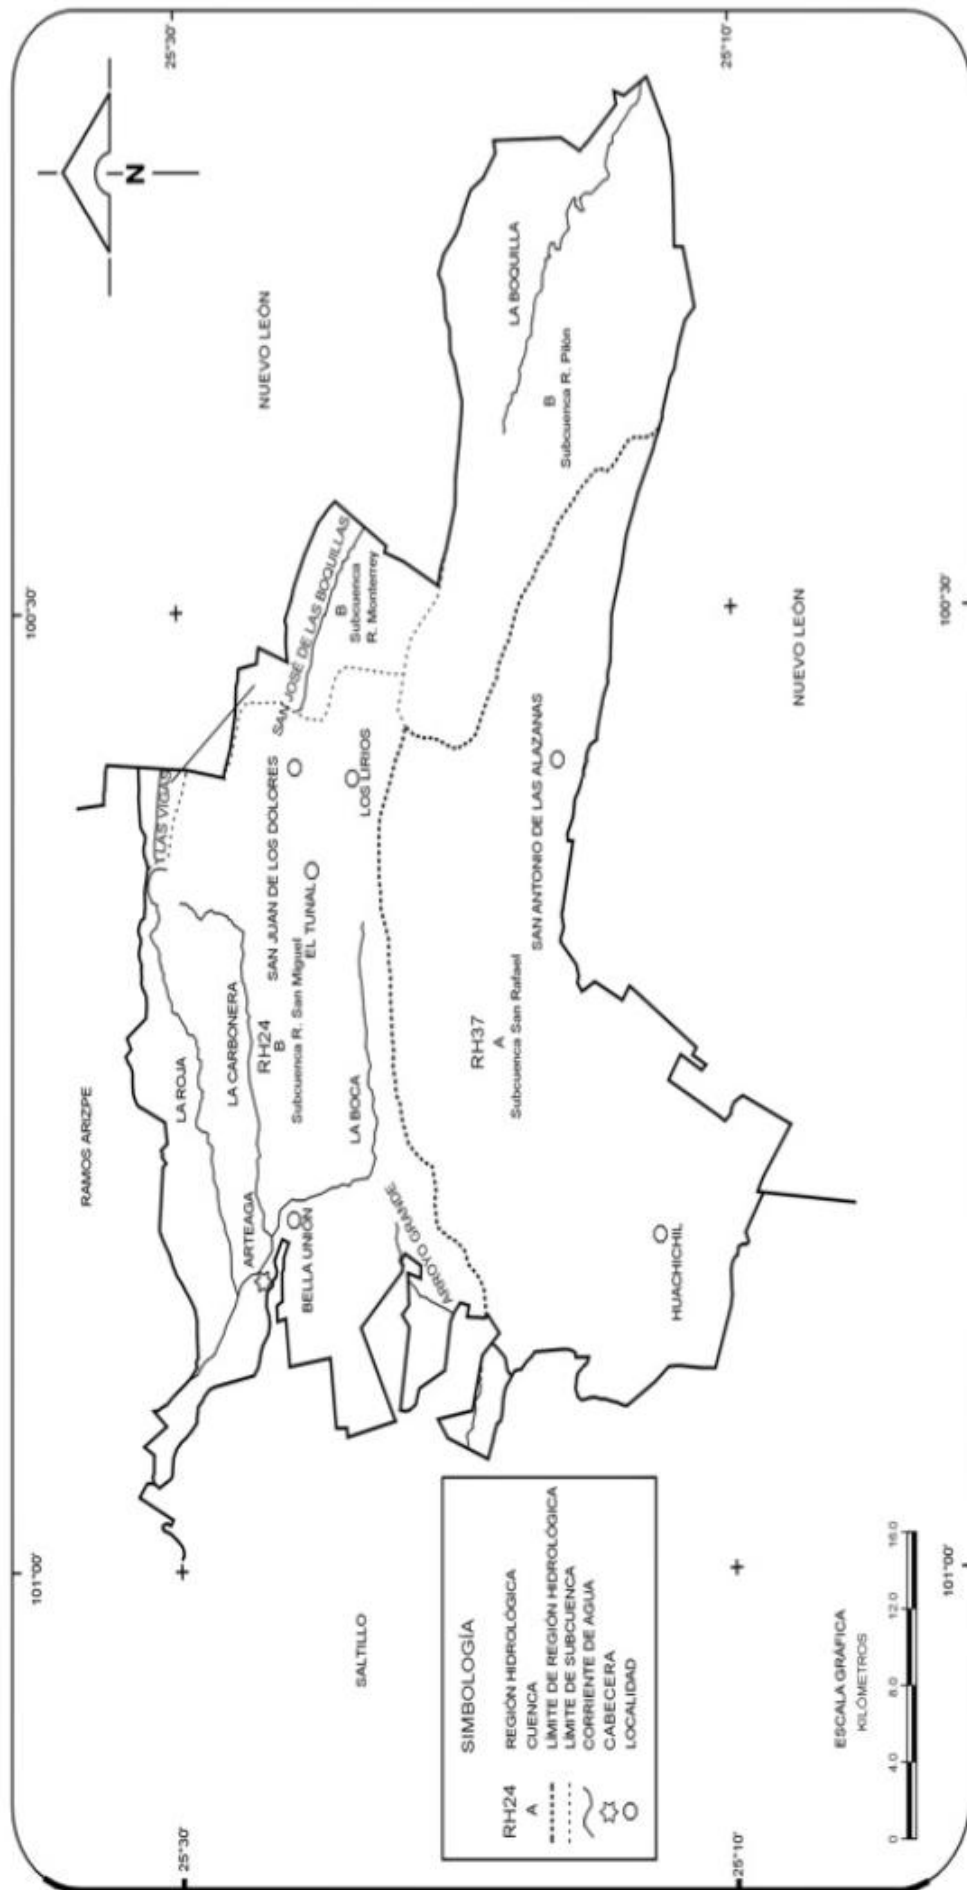 101°00'
100°30'
25°30'
25°30'
N
RAMOS ARIZPE
NUEVO LEÓN
LAS VIGAS
LA ROJA
LA CARBONERA
ARTEAGA
RH24
B
Subcuenca R. San Miguel
SAN JUAN DE LOS DOLORES
SAN JOSÉ DE LAS BOQUILLAS
B
Subcuenca
R. Monterrey
BELLA UNIÓN
EL TUNAL
LOS LIRIOS
LA BOCA
SALTILLO
ARROYO GRANDE
RH37
A
Subcuenca San Rafael
LA BOQUILLA
B
Subcuenca R. Pilón
SAN ANTONIO DE LAS ALAZANAS
HUACHICHIL
NUEVO LEÓN
SIMBOLOGÍA
RH24 REGIÓN HIDROLÓGICA
A CUENCA
LÍMITE DE REGIÓN HIDROLÓGICA
LÍMITE DE SUBCUENCA
CORRIENTE DE AGUA
CABECERA
LOCALIDAD
25°10'
25°10'
ESCALA GRÁFICA
KILÓMETROS
0 4.0 8.0 12.0 16.0
101°00'
100°30'